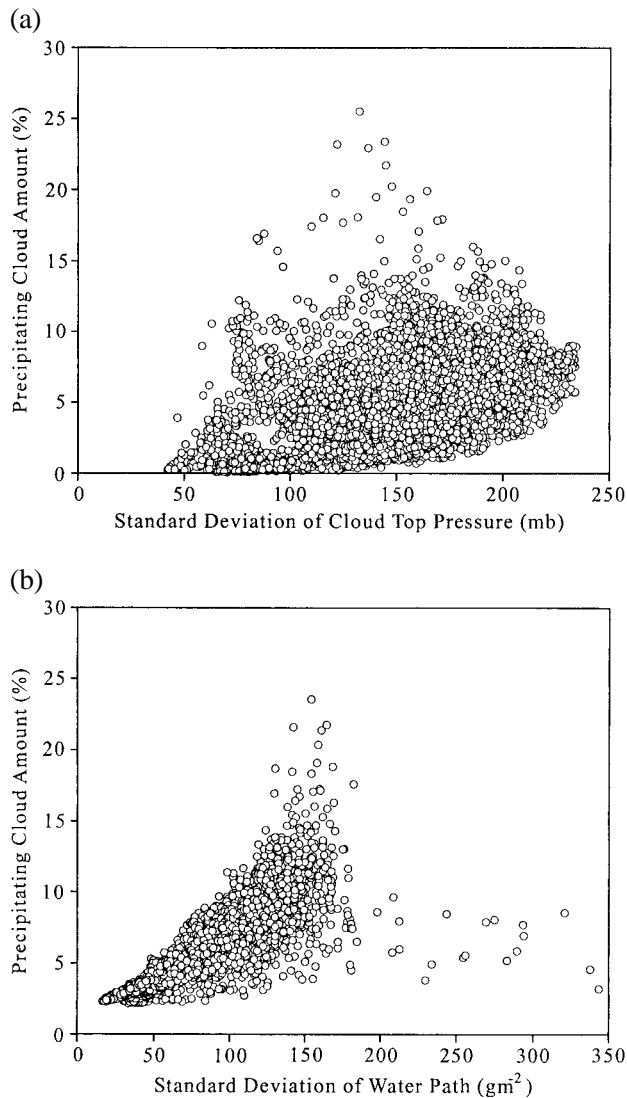 (a)
30
25
20
15
10
5
0
Precipitating Cloud Amount (%)
0 50 100 150 200 250
Standard Deviation of Cloud Top Pressure (mb)
(b)
30
25
20
15
10
5
0
Precipitating Cloud Amount (%)
0 50 100 150 200 250 300 350
Standard Deviation of Water Path (gm²)